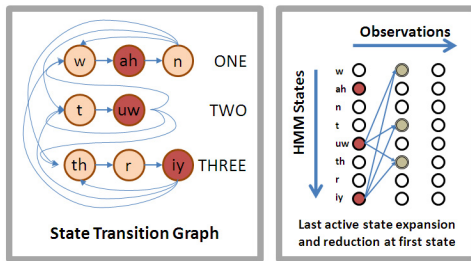 w ah n ONE
t uw TWO
th r iy THREE
State Transition Graph
Observations
HMM States
w
ah
n
t
uw
th
r
iy
Last active state expansion
and reduction at first state